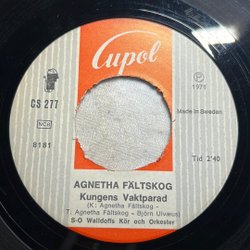 Cupol
℗ 1971
CS 277
Made in Sweden
NCB
8181
Tid 2'40
AGNETHA FÄLTSKOG
Kungens Vaktparad
(K: Agnetha Fältskog -
T: Agnetha Fältskog - Björn Ulvæus)
S-O Walldoffs Kör och Orkester